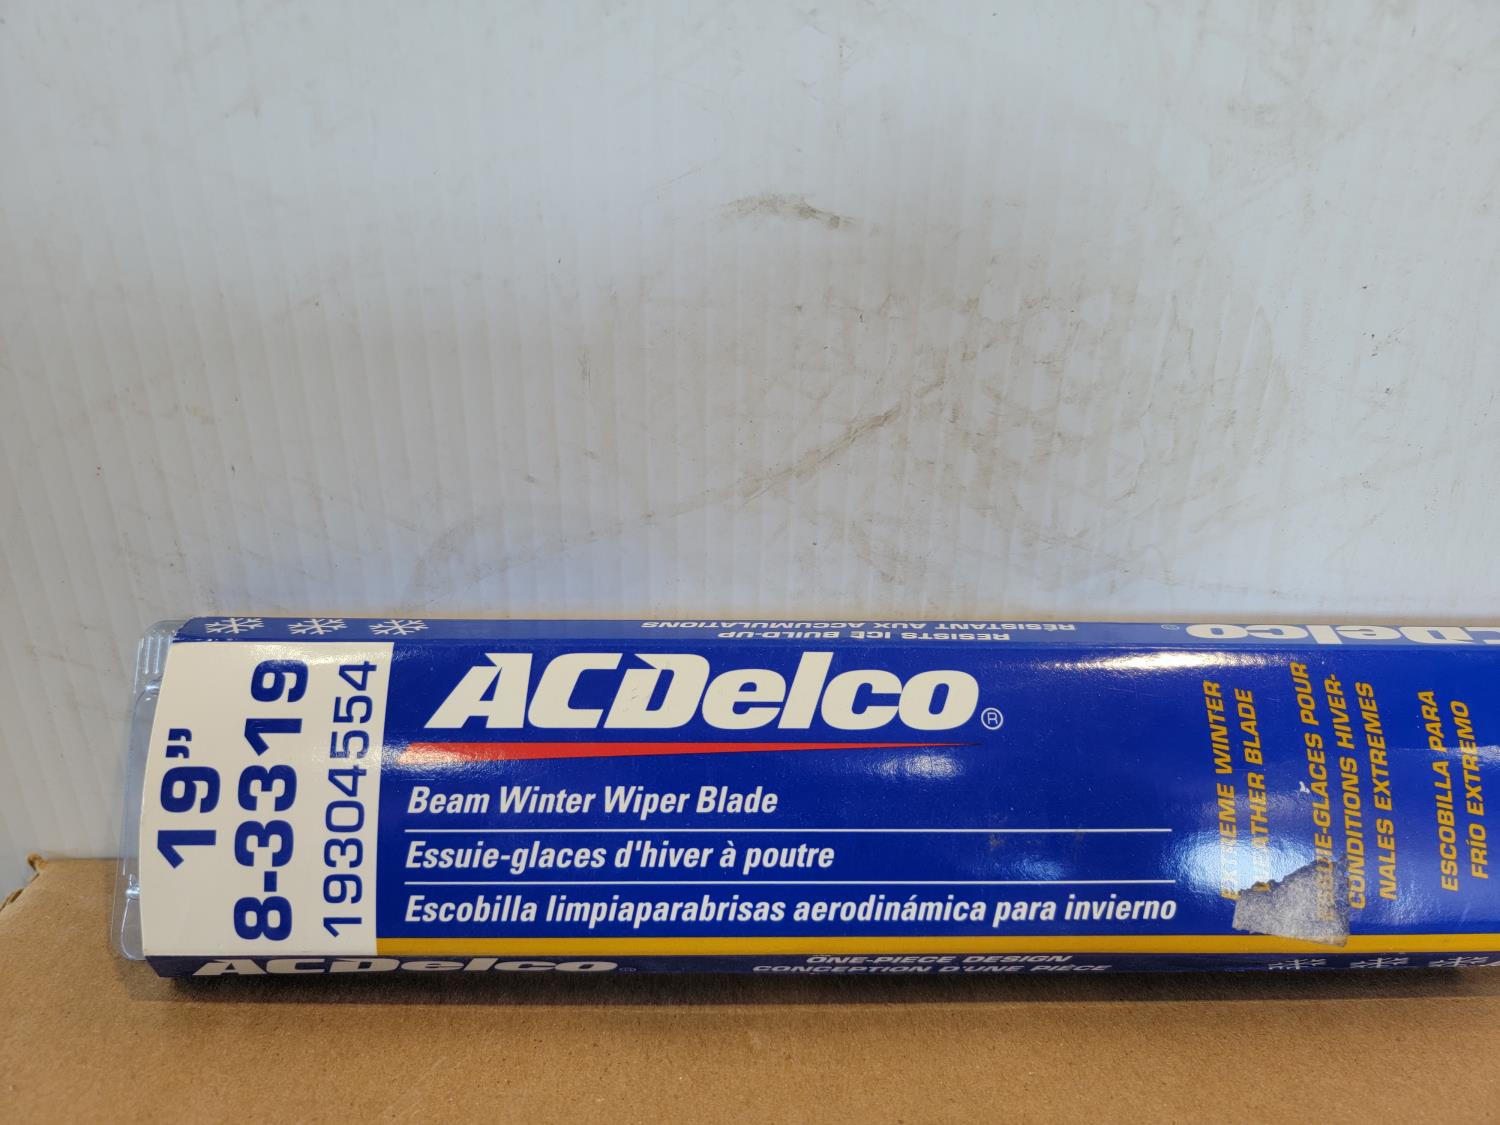 19”
8-3319
19304554
RESISTS ICE BUILD-UP
RÉSISTANT AUX ACCUMULATIONS
ACDelco®
Beam Winter Wiper Blade
Essuie-glaces d'hiver à poutre
Escobilla limpiaparabrisas aerodinámica para invierno
EXTREME WINTER
WEATHER BLADE
ESSUIE-GLACES POUR
CONDITIONS HIVER-
NALES EXTREMES
ESCOBILLA PARA
FRÍO EXTREMO
ACDelco®
ONE-PIECE DESIGN
CONCEPTION D'UNE PIÈCE